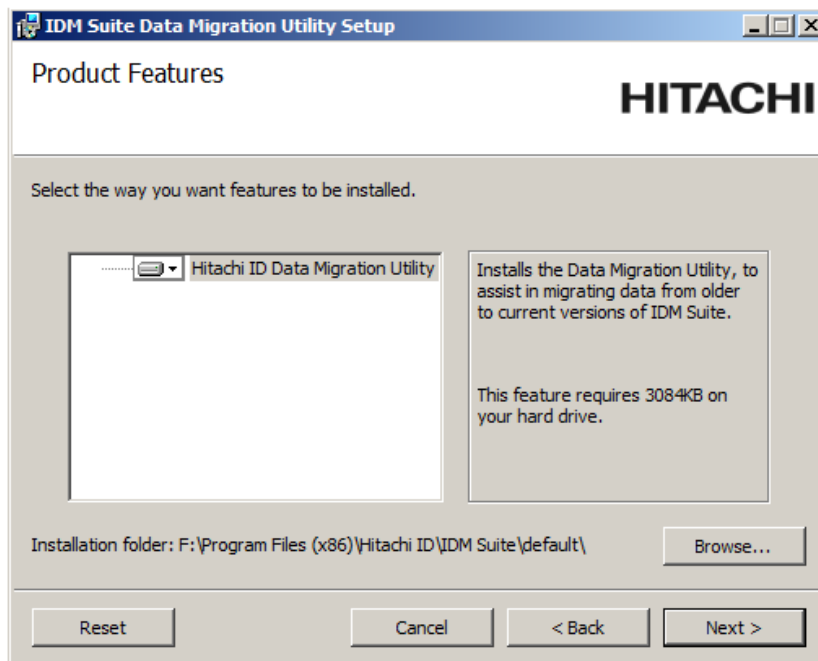 IDM Suite Data Migration Utility Setup
Product Features
HITACHI
Select the way you want features to be installed.
Hitachi ID Data Migration Utility
Installs the Data Migration Utility, to
assist in migrating data from older
to current versions of IDM Suite.
This feature requires 3084KB on
your hard drive.
Installation folder: F:\Program Files (x86)\Hitachi ID\IDM Suite\default\
Browse...
Reset
Cancel
< Back
Next >